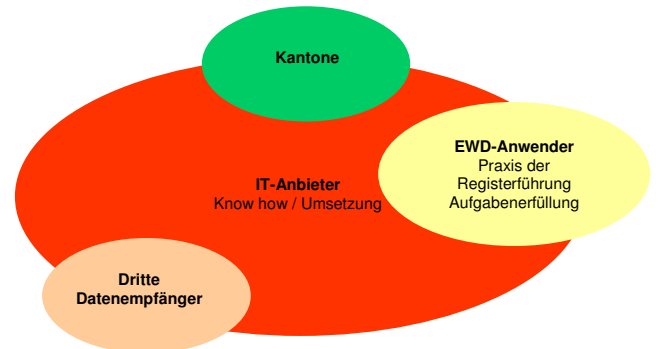 Kantone
EWD-Anwender
Praxis der
Registerführung
Aufgabenerfüllung
IT-Anbieter
Know how / Umsetzung
Dritte
Datenempfänger